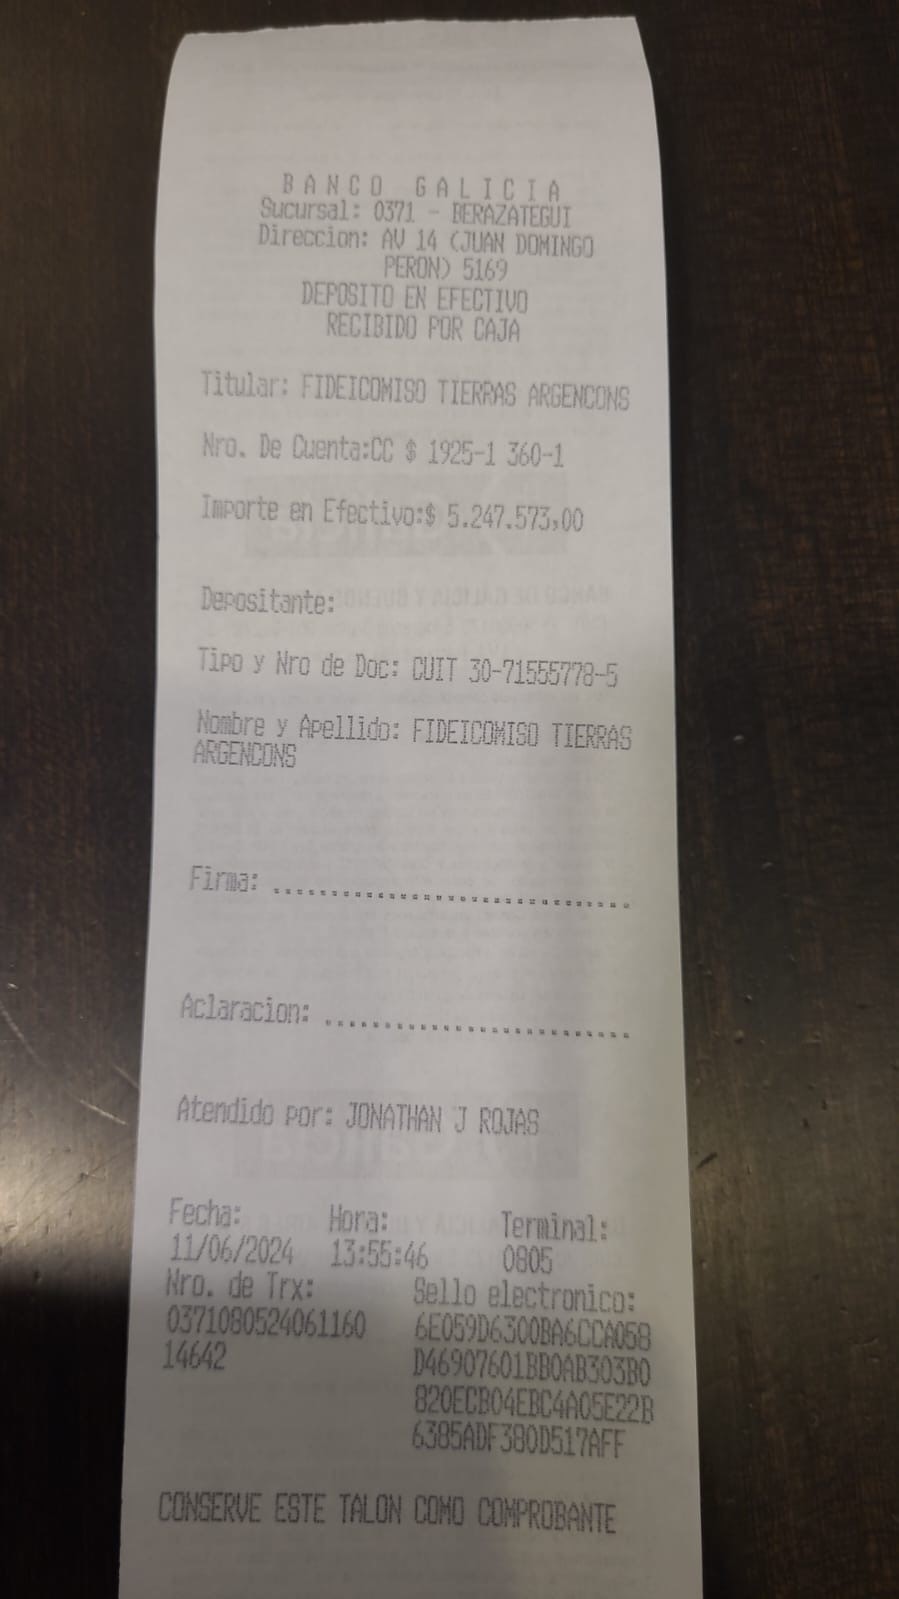 BANCO GALICIA
Sucursal: 0371 - BERAZATEGUI
Direccion: AV 14 (JUAN DOMINGO
PERON) 5169
DEPOSITO EN EFECTIVO
RECIBIDO POR CAJA
Titular: FIDEICOMISO TIERRAS ARGENCONS
Nro. De Cuenta:CC $ 1925-1 360-1
Importe en Efectivo:$ 5.247.573,00
Depositante:
Tipo y Nro de Doc: CUIT 30-71555778-5
Nombre y Apellido: FIDEICOMISO TIERRAS
ARGENCONS
Firma: ................................
Aclaracion: ............................
Atendido por: JONATHAN J ROJAS
Fecha: Hora: Terminal:
11/06/2024 13:55:46 0805
Nro. de Trx: Sello electronico:
0371080524061160 6E059D6300BA6CCA058
14642 D46907601BB0AB303B0
820ECB04EBC4A05E22B
6385ADF380D517AFF
CONSERVE ESTE TALON COMO COMPROBANTE